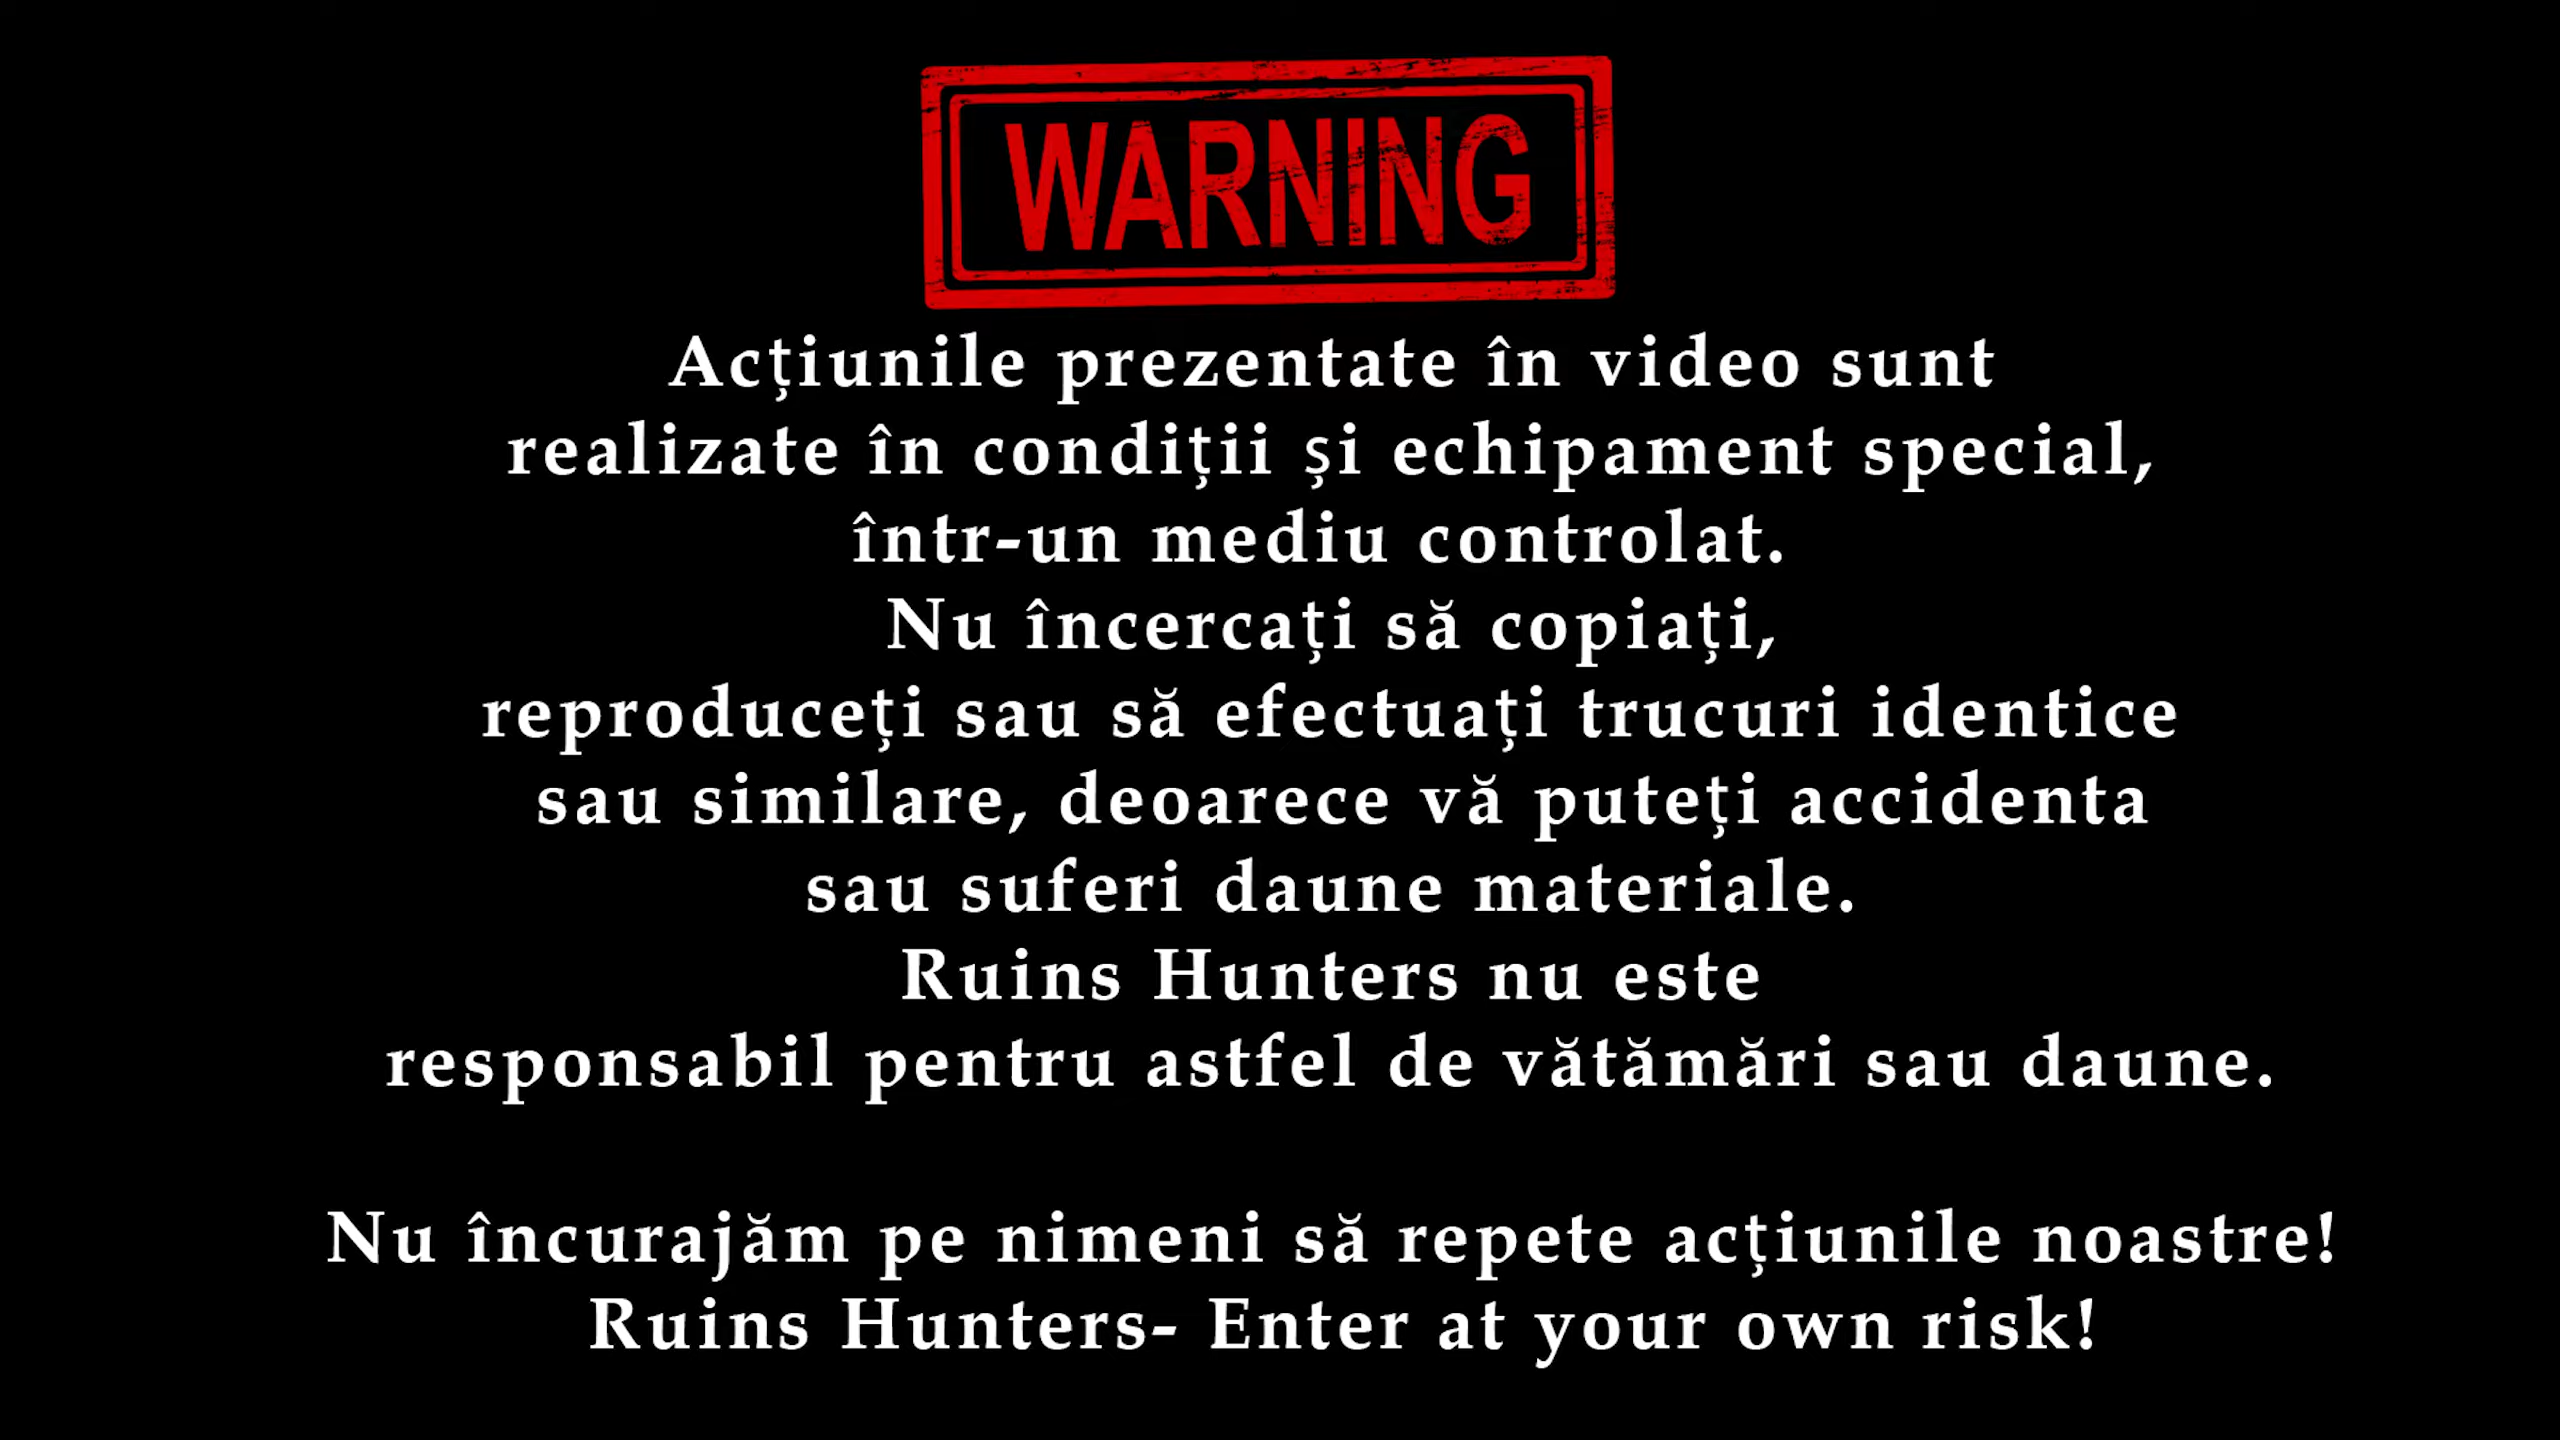 WARNING
Acțiunile prezentate în video sunt
realizate în condiții și echipament special,
într-un mediu controlat.
Nu încercați să copiați,
reproduceți sau să efectuați trucuri identice
sau similare, deoarece vă puteți accidenta
sau suferi daune materiale.
Ruins Hunters nu este
responsabil pentru astfel de vătămări sau daune.
Nu încurajăm pe nimeni să repete acțiunile noastre!
Ruins Hunters- Enter at your own risk!